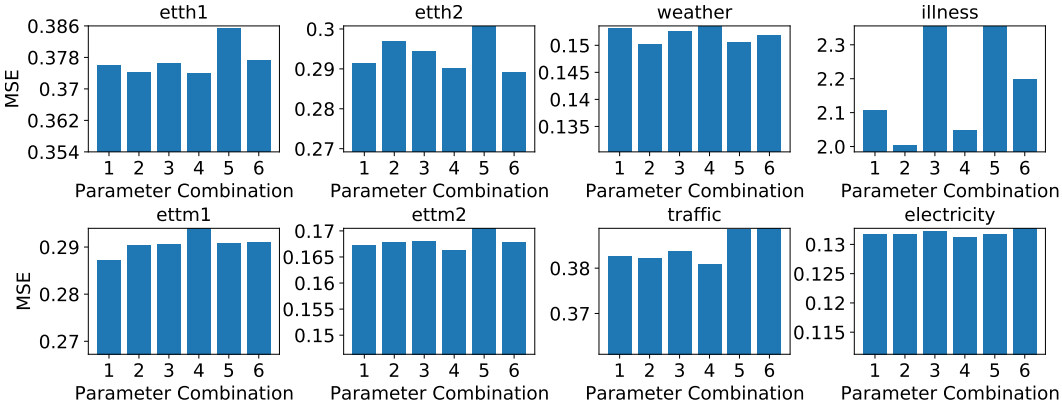 etth1
etth2
weather
illness
MSE
0.386
0.378
0.37
0.362
0.354
0.3
0.29
0.28
0.27
0.15
0.145
0.14
0.135
2.3
2.2
2.1
2.0
1 2 3 4 5 6
1 2 3 4 5 6
1 2 3 4 5 6
1 2 3 4 5 6
Parameter Combination
Parameter Combination
Parameter Combination
Parameter Combination
ettm1
ettm2
traffic
electricity
MSE
0.29
0.28
0.27
0.17
0.165
0.16
0.155
0.15
0.38
0.37
0.13
0.125
0.12
0.115
1 2 3 4 5 6
1 2 3 4 5 6
1 2 3 4 5 6
1 2 3 4 5 6
Parameter Combination
Parameter Combination
Parameter Combination
Parameter Combination